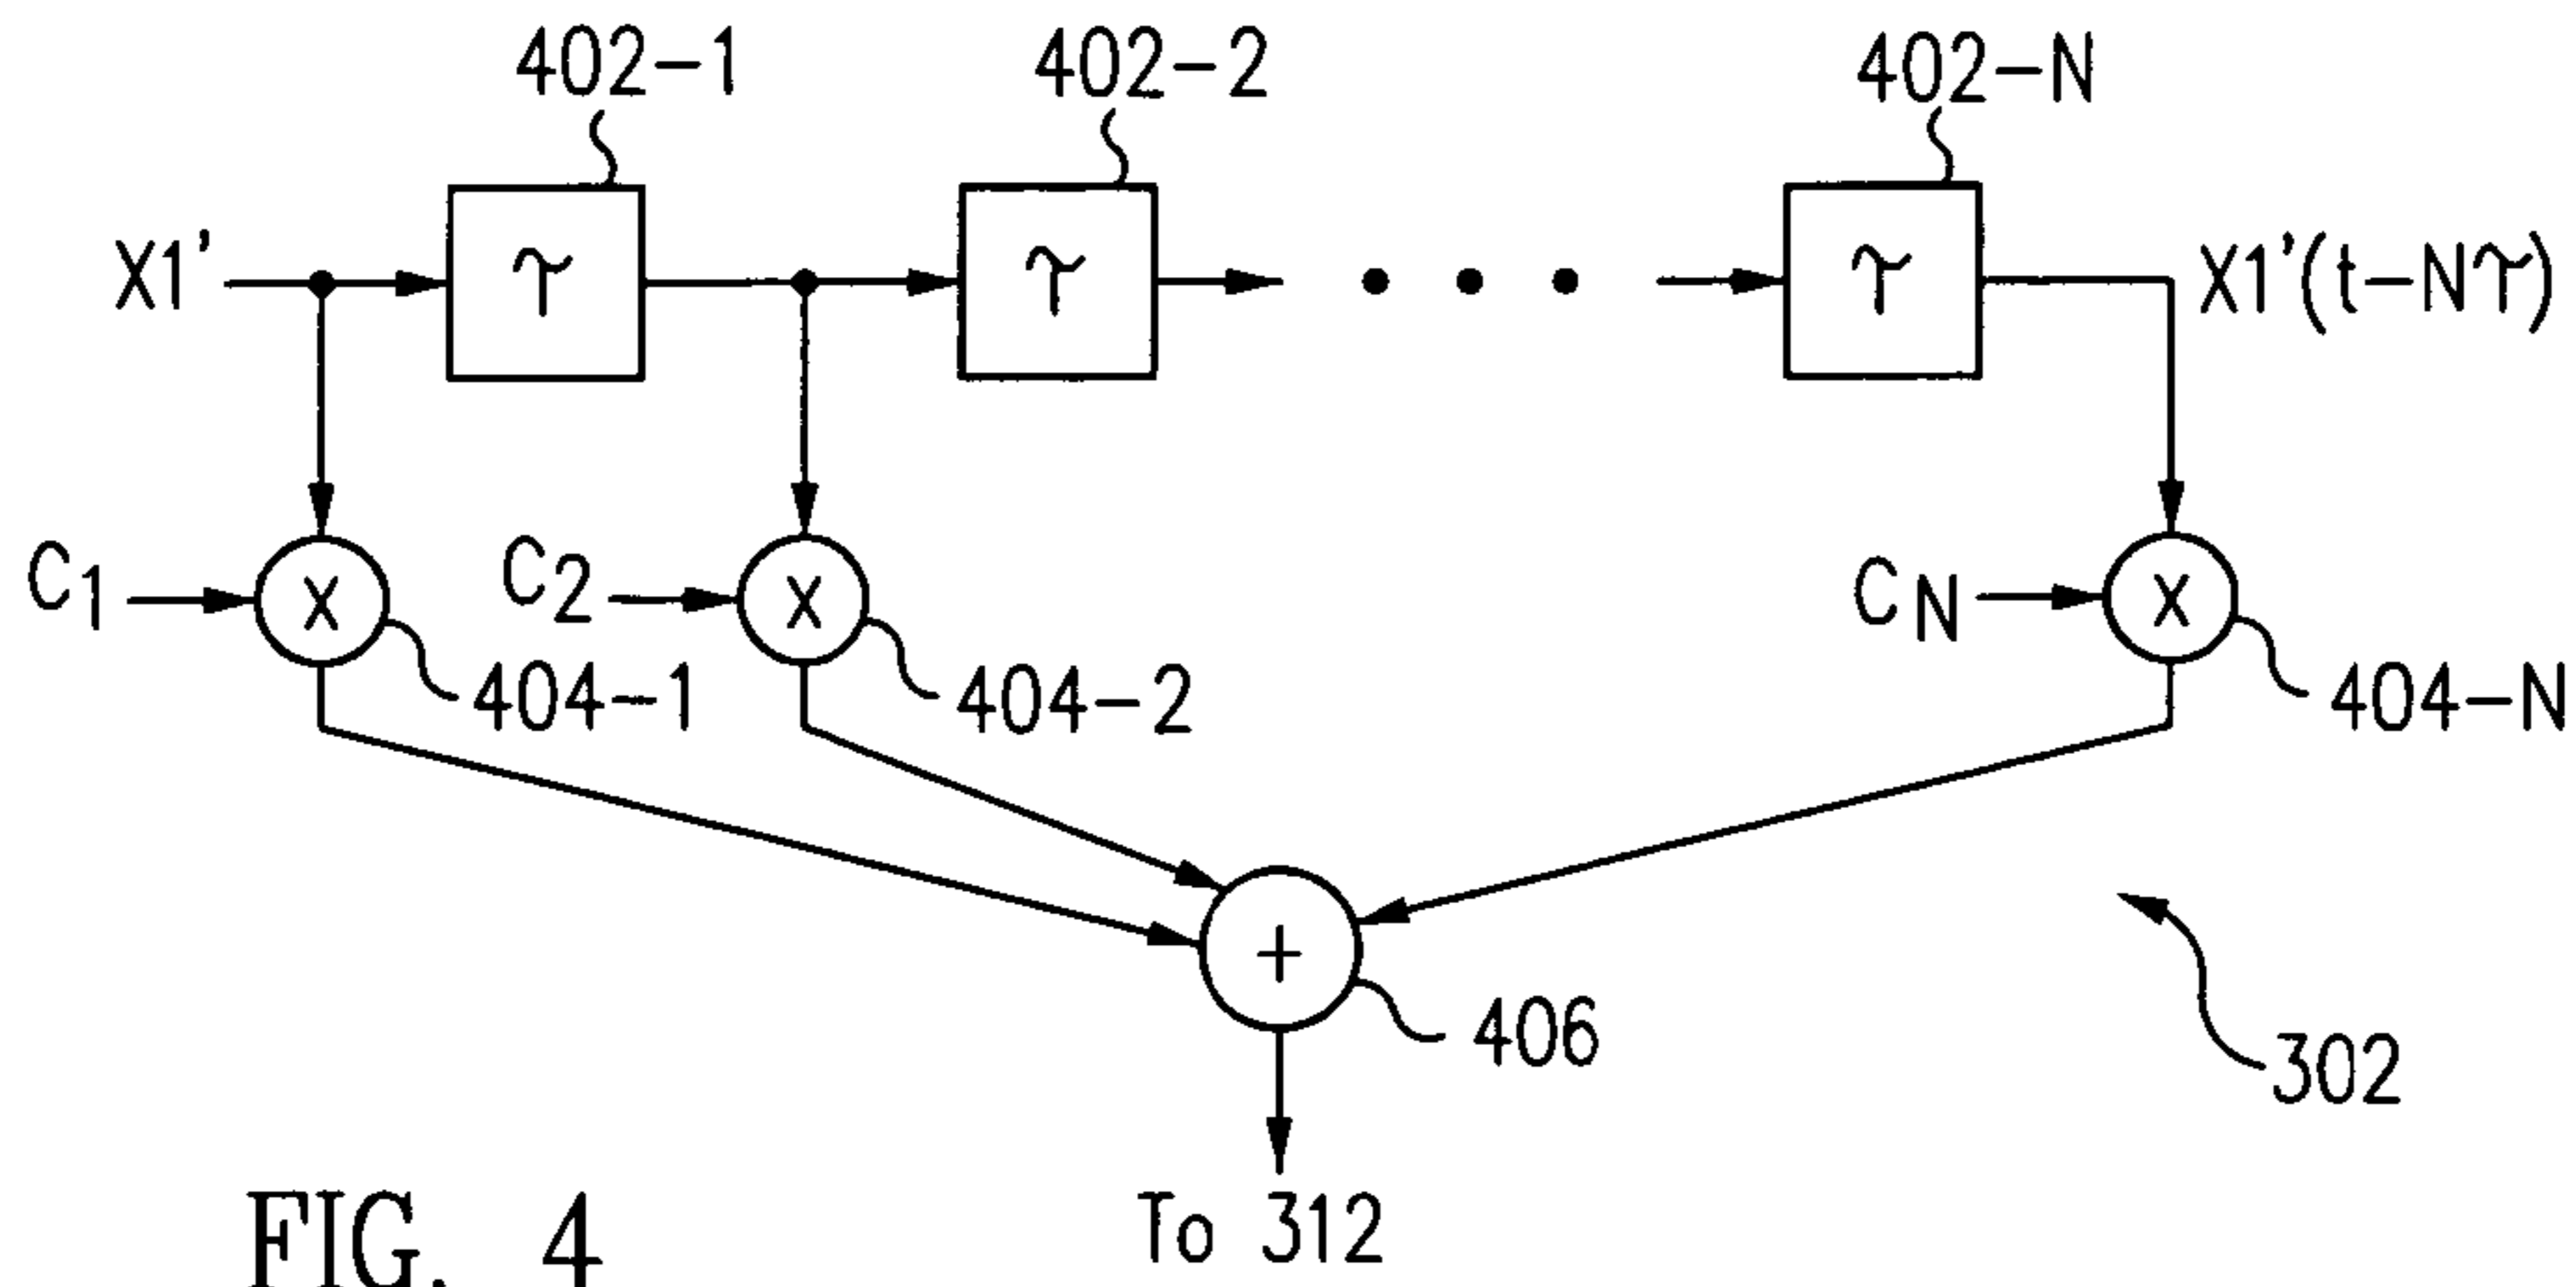 402-1
402-2
402-N
X1'
τ
τ
τ
X1'(t-Nτ)
C1
X
C2
X
CN
X
404-1
404-2
404-N
+
406
302
To 312
FIG. 4